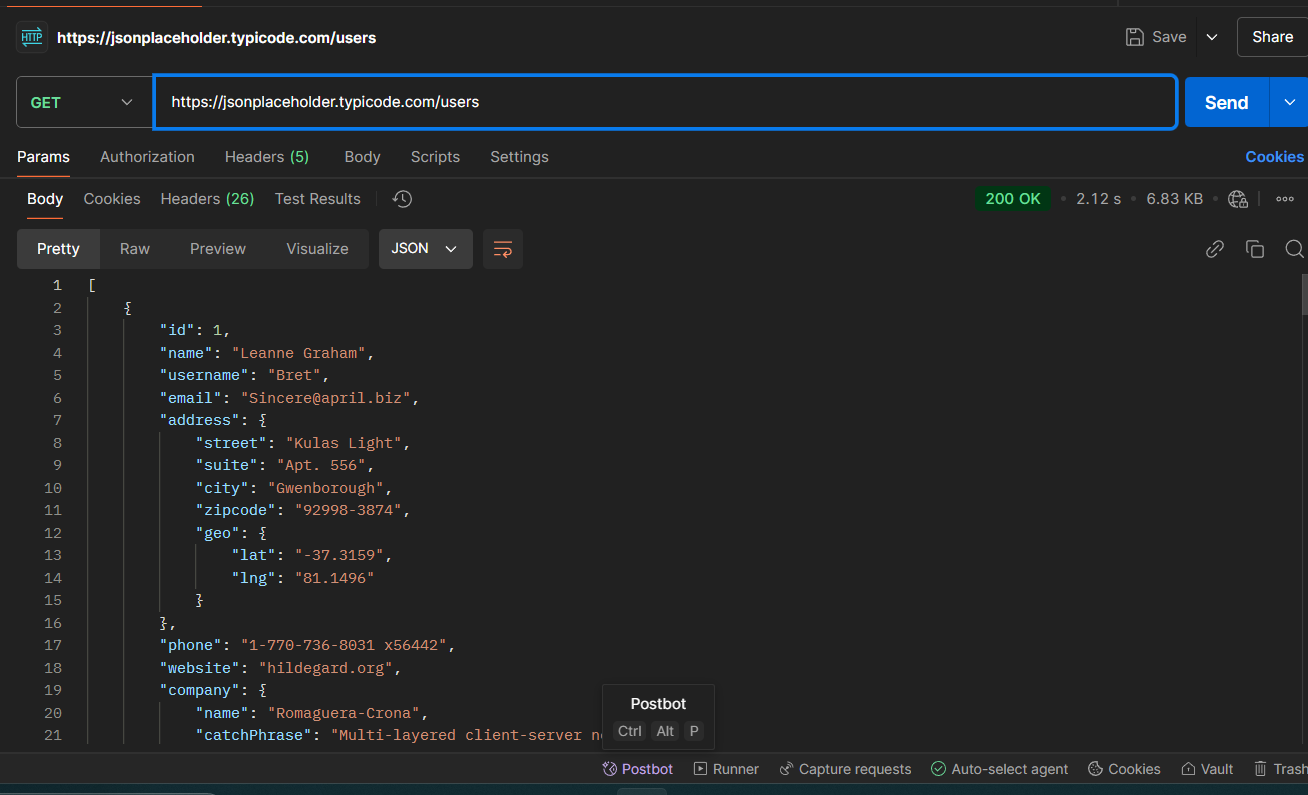 HTTP https://jsonplaceholder.typicode.com/users Save Share
GET https://jsonplaceholder.typicode.com/users Send
Params Authorization Headers (5) Body Scripts Settings Cookies
Body Cookies Headers (26) Test Results 200 OK • 2.12 s • 6.83 KB •
Pretty Raw Preview Visualize JSON
1 [
2 {
3 "id": 1,
4 "name": "Leanne Graham",
5 "username": "Bret",
6 "email": "Sincere@april.biz",
7 "address": {
8 "street": "Kulas Light",
9 "suite": "Apt. 556",
10 "city": "Gwenborough",
11 "zipcode": "92998-3874",
12 "geo": {
13 "lat": "-37.3159",
14 "lng": "81.1496"
15 }
16 },
17 "phone": "1-770-736-8031 x56442",
18 "website": "hildegard.org",
19 "company": {
20 "name": "Romaguera-Crona",
21 "catchPhrase": "Multi-layered client-server
Postbot
Ctrl Alt P
Postbot Runner Capture requests Auto-select agent Cookies Vault Trash